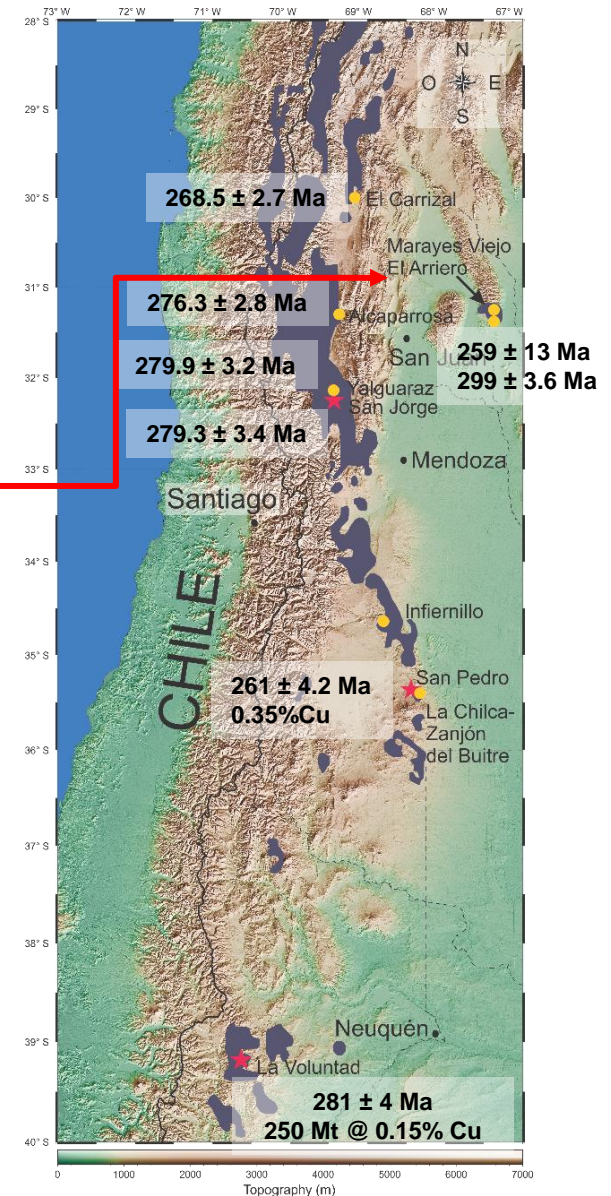 73° W 72° W 71° W 70° W 69° W 68° W 67° W
28° S
N
O E
S
29° S
268.5 ± 2.7 Ma
30° S
El Carrizal
Marayes Viejo
El Arriero
31° S
276.3 ± 2.8 Ma
Alcaparrosa
San Juan
259 ± 13 Ma
299 ± 3.6 Ma
279.9 ± 3.2 Ma
32° S
Yalguaraz
San Jorge
279.3 ± 3.4 Ma
Mendoza
33° S
Santiago
34° S
CHILE
Infiernillo
35° S
261 ± 4.2 Ma
0.35%Cu
San Pedro
La Chilca-
Zanjón
del Buitre
36° S
37° S
38° S
Neuquén
39° S
La Voluntad
281 ± 4 Ma
250 Mt @ 0.15% Cu
40° S
0 1000 2000 3000 4000 5000 6000 7000
Topography (m)